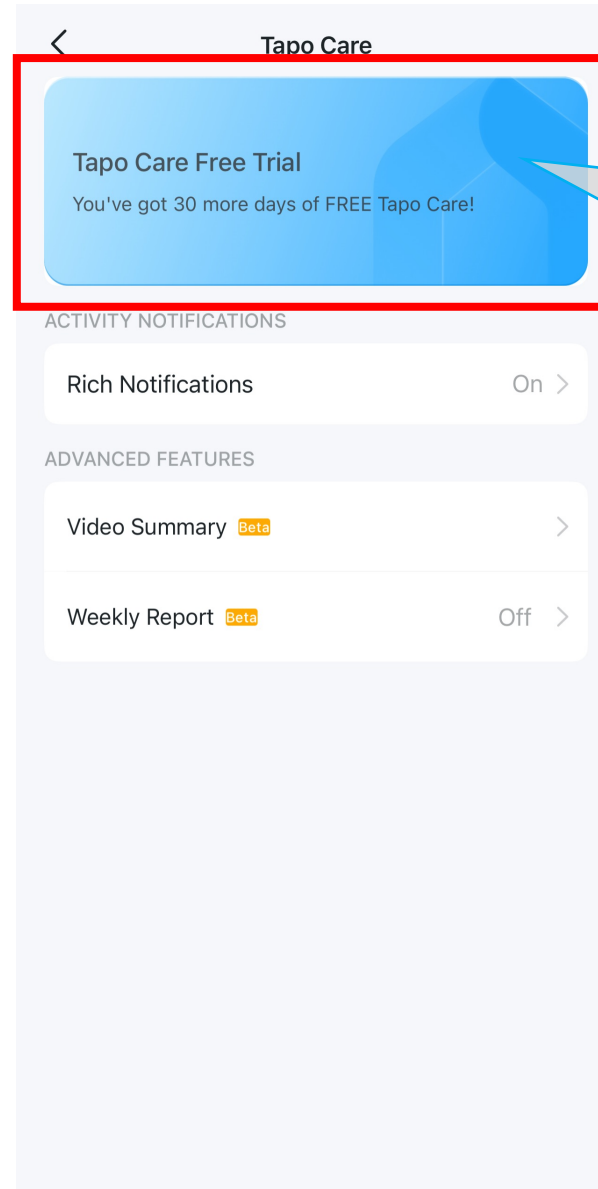 Tapo Care
Tapo Care Free Trial
You've got 30 more days of FREE Tapo Care!
ACTIVITY NOTIFICATIONS
Rich Notifications On
ADVANCED FEATURES
Video Summary Beta
Weekly Report Beta Off